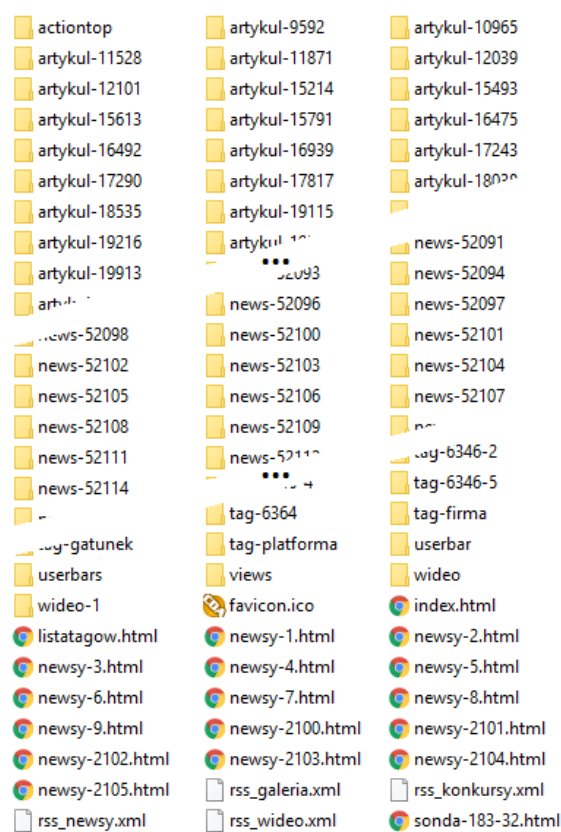 actiontop artykul-9592 artykul-10965
artykul-11528 artykul-11871 artykul-12039
artykul-12101 artykul-15214 artykul-15493
artykul-15613 artykul-15791 artykul-16475
artykul-16492 artykul-16939 artykul-17243
artykul-17290 artykul-17817
artykul-18535 artykul-19115
artykul-19216 news-52091
artykul-19913 ... news-52094
news-52096 news-52097
news-52098 news-52100 news-52101
news-52102 news-52103 news-52104
news-52105 news-52106 news-52107
news-52108 news-52109
news-52111 tag-6346-2
news-52114 ... tag-6346-5
tag-6364 tag-firma
tag-gatunek tag-platforma userbar
userbars views wideo
wideo-1 favicon.ico index.html
listatagow.html newsy-1.html newsy-2.html
newsy-3.html newsy-4.html newsy-5.html
newsy-6.html newsy-7.html newsy-8.html
newsy-9.html newsy-2100.html newsy-2101.html
newsy-2102.html newsy-2103.html newsy-2104.html
newsy-2105.html rss_galeria.xml rss_konkursy.xml
rss_newsy.xml rss_wideo.xml sonda-183-32.html